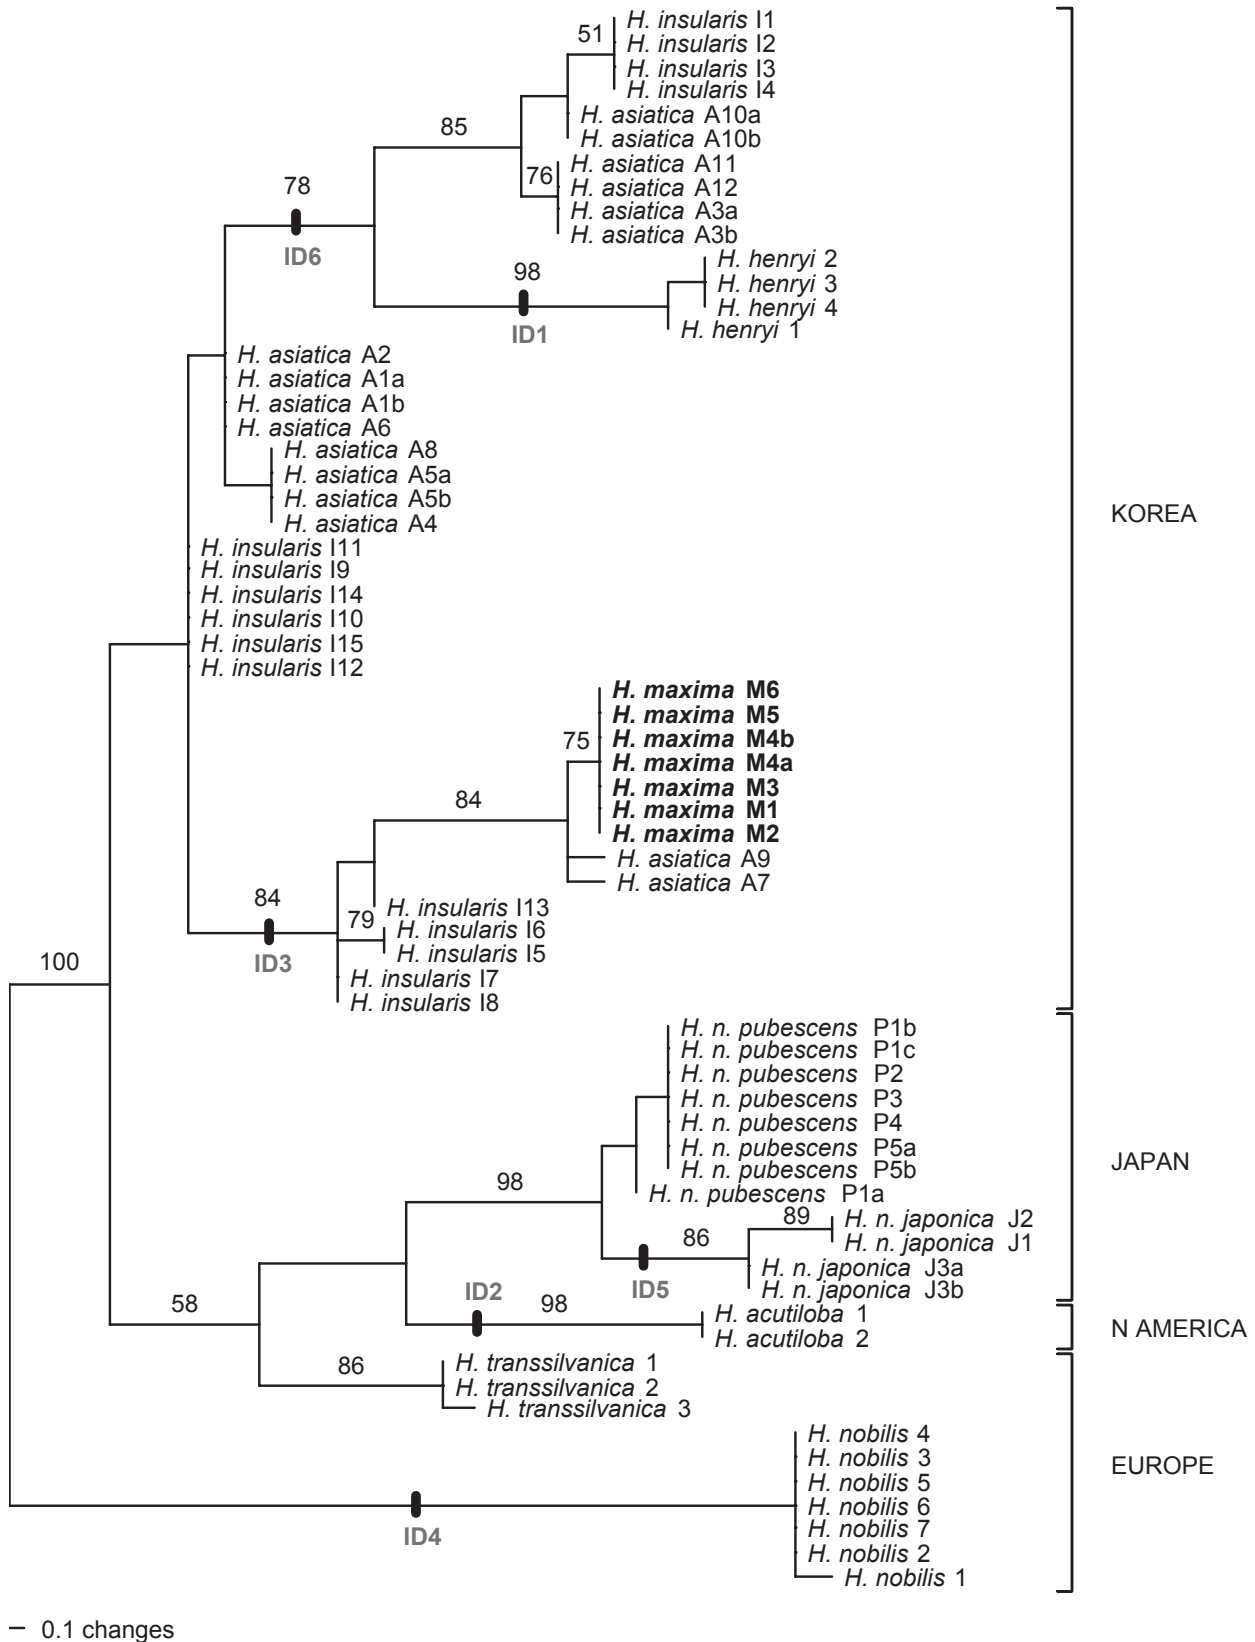 H. insularis I1
51
H. insularis I2
H. insularis I3
H. insularis I4
H. asiatica A10a
85
H. asiatica A10b
H. asiatica A11
76
H. asiatica A12
78
H. asiatica A3a
H. asiatica A3b
ID6
H. henryi 2
98
H. henryi 3
H. henryi 4
ID1
H. henryi 1
H. asiatica A2
H. asiatica A1a
H. asiatica A1b
H. asiatica A6
H. asiatica A8
H. asiatica A5a
H. asiatica A5b
H. asiatica A4
KOREA
H. insularis I11
H. insularis I9
H. insularis I14
H. insularis I10
H. insularis I15
H. insularis I12
H. maxima M6
H. maxima M5
75
H. maxima M4b
H. maxima M4a
H. maxima M3
84
H. maxima M1
H. maxima M2
H. asiatica A9
H. asiatica A7
84
H. insularis I13
79
H. insularis I6
H. insularis I5
100
ID3
H. insularis I7
H. insularis I8
H. n. pubescens P1b
H. n. pubescens P1c
H. n. pubescens P2
H. n. pubescens P3
H. n. pubescens P4
H. n. pubescens P5a
JAPAN
H. n. pubescens P5b
98
H. n. pubescens P1a
89
H. n. japonica J2
86
H. n. japonica J1
H. n. japonica J3a
ID5
H. n. japonica J3b
ID2
58
98
H. acutiloba 1
N AMERICA
H. acutiloba 2
86
H. transsilvanica 1
H. transsilvanica 2
H. transsilvanica 3
H. nobilis 4
H. nobilis 3
EUROPE
H. nobilis 5
H. nobilis 6
H. nobilis 7
ID4
H. nobilis 2
H. nobilis 1
0.1 changes